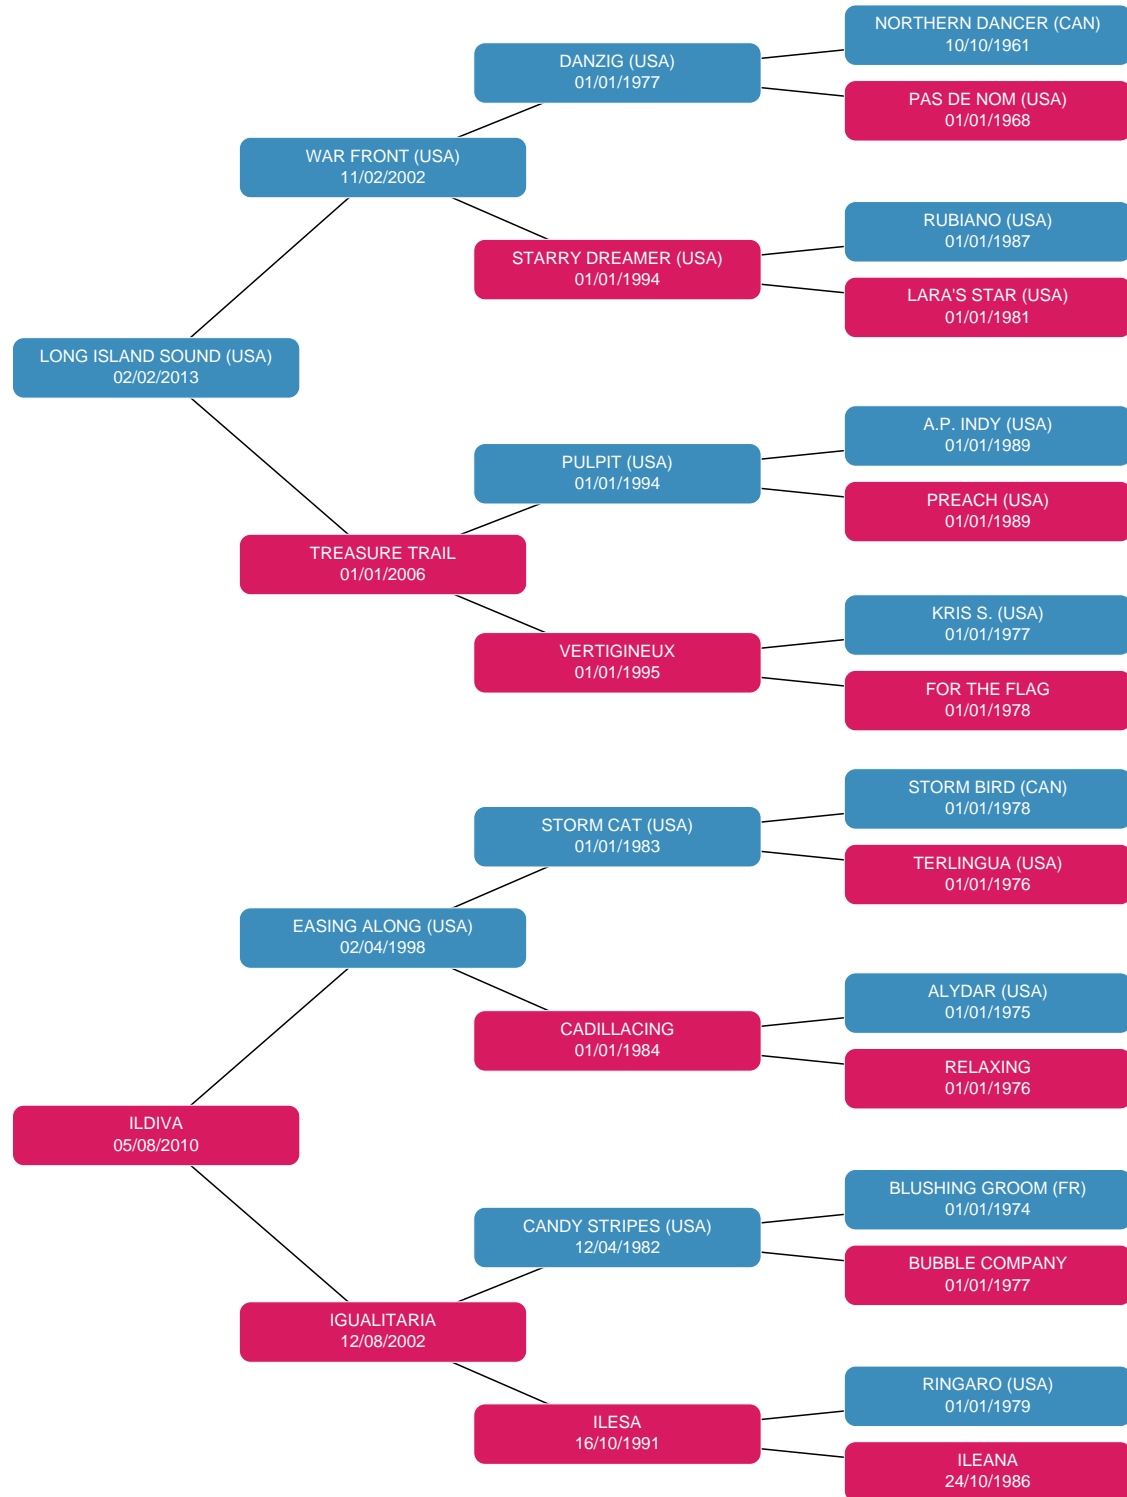 NORTHERN DANCER (CAN)
10/10/1961
DANZIG (USA)
01/01/1977
PAS DE NOM (USA)
01/01/1968
WAR FRONT (USA)
11/02/2002
RUBIANO (USA)
01/01/1987
STARRY DREAMER (USA)
01/01/1994
LARA'S STAR (USA)
01/01/1981
LONG ISLAND SOUND (USA)
02/02/2013
A.P. INDY (USA)
01/01/1989
PULPIT (USA)
01/01/1994
PREACH (USA)
01/01/1989
TREASURE TRAIL
01/01/2006
KRIS S. (USA)
01/01/1977
VERTIGINEUX
01/01/1995
FOR THE FLAG
01/01/1978
STORM BIRD (CAN)
01/01/1978
STORM CAT (USA)
01/01/1983
TERLINGUA (USA)
01/01/1976
EASING ALONG (USA)
02/04/1998
ALYDAR (USA)
01/01/1975
CADILLACING
01/01/1984
RELAXING
01/01/1976
ILDIVA
05/08/2010
BLUSHING GROOM (FR)
01/01/1974
CANDY STRIPES (USA)
12/04/1982
BUBBLE COMPANY
01/01/1977
IGUALITARIA
12/08/2002
RINGARO (USA)
01/01/1979
ILESA
16/10/1991
ILEANA
24/10/1986